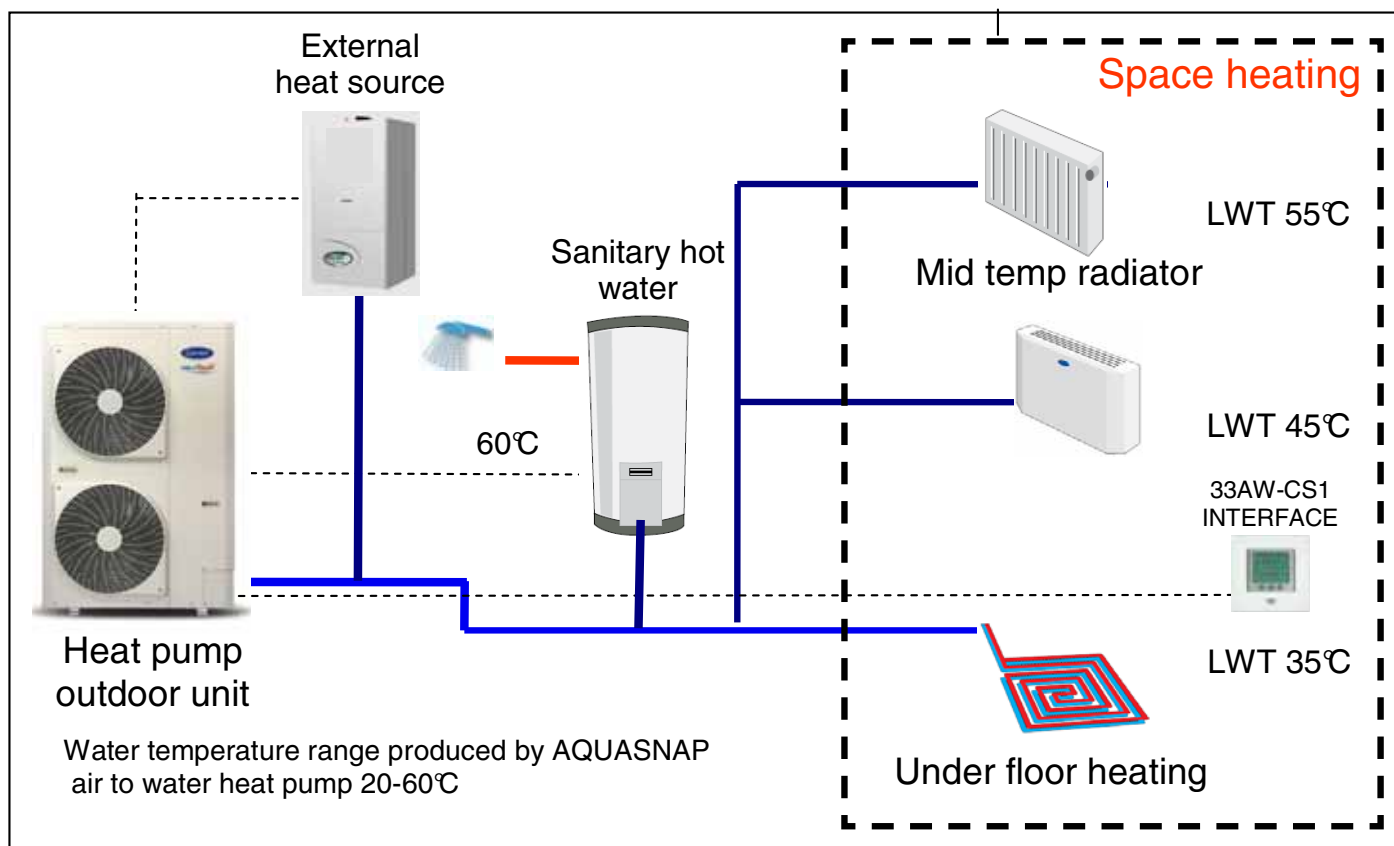 External
heat source
Space heating
LWT 55°C
Mid temp radiator
Sanitary hot
water
60°C
LWT 45°C
33AW-CS1
INTERFACE
LWT 35°C
Heat pump
outdoor unit
Under floor heating
Water temperature range produced by AQUASNAP
air to water heat pump 20-60°C